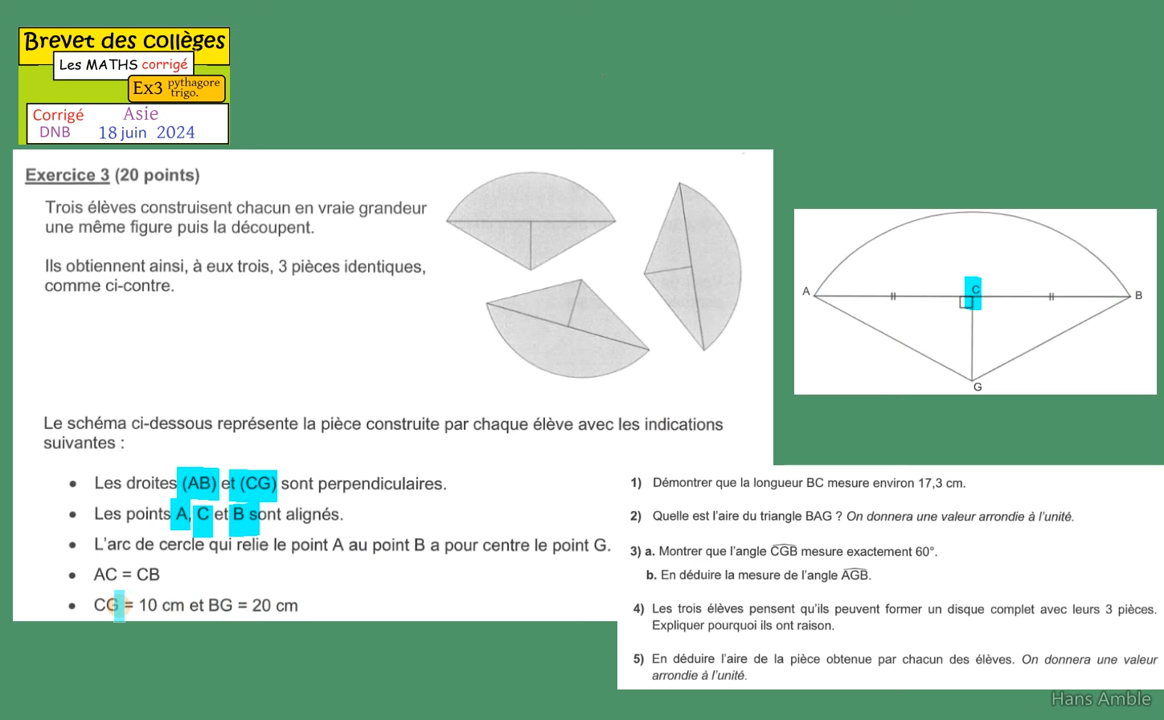 Brevet des collèges
Les MATHS corrigé
Ex3 pythagore
trigo.
Corrigé Asie
DNB 18 juin 2024
Exercice 3 (20 points)
Trois élèves construisent chacun en vraie grandeur
une même figure puis la découpent.
Ils obtiennent ainsi, à eux trois, 3 pièces identiques,
comme ci-contre.
A
C
B
G
Le schéma ci-dessous représente la pièce construite par chaque élève avec les indications
suivantes :
• Les droites (AB) et (CG) sont perpendiculaires.
• Les points A, C et B sont alignés.
• L'arc de cercle qui relie le point A au point B a pour centre le point G.
• AC = CB
• CG = 10 cm et BG = 20 cm
1) Démontrer que la longueur BC mesure environ 17,3 cm.
2) Quelle est l'aire du triangle BAG ? On donnera une valeur arrondie à l'unité.
3) a. Montrer que l'angle CGB mesure exactement 60°.
b. En déduire la mesure de l'angle AGB.
4) Les trois élèves pensent qu'ils peuvent former un disque complet avec leurs 3 pièces.
Expliquer pourquoi ils ont raison.
5) En déduire l'aire de la pièce obtenue par chacun des élèves. On donnera une valeur
arrondie à l'unité.
Hans Amble